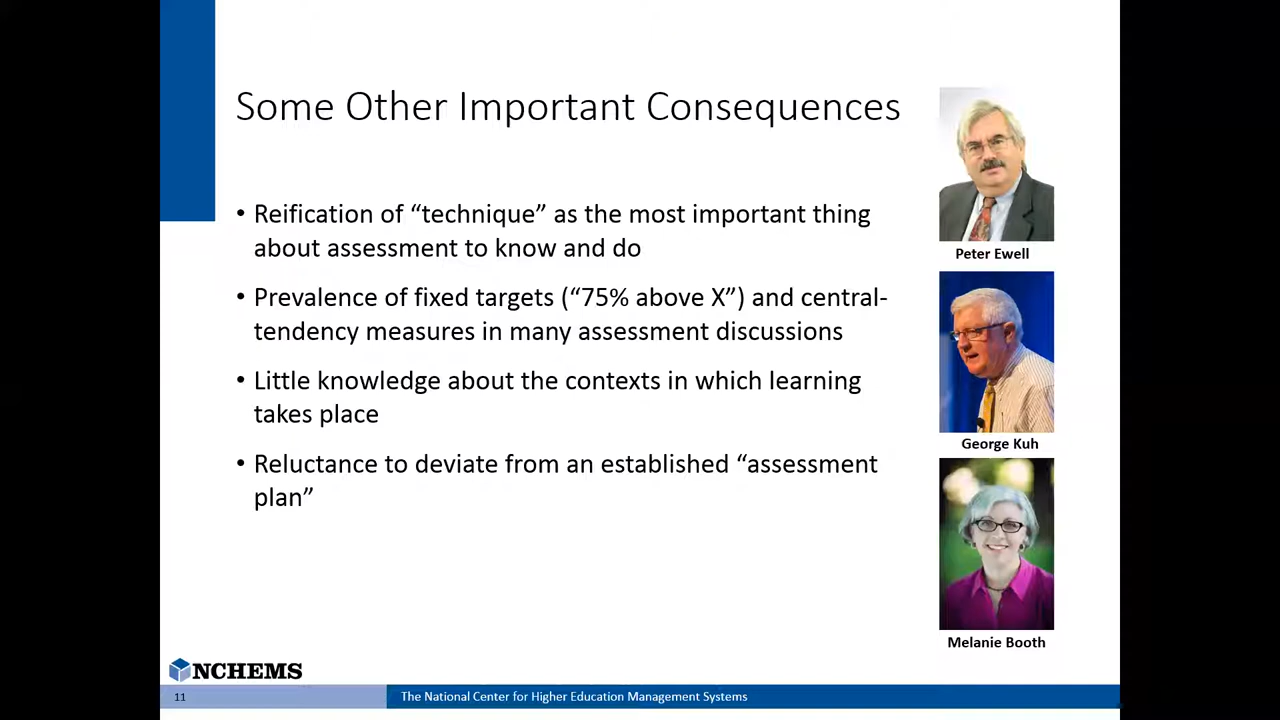 Some Other Important Consequences
• Reification of “technique” as the most important thing
about assessment to know and do
• Prevalence of fixed targets (“75% above X”) and central-
tendency measures in many assessment discussions
• Little knowledge about the contexts in which learning
takes place
• Reluctance to deviate from an established “assessment
plan”
Peter Ewell
George Kuh
Melanie Booth
NCHEMS
11
The National Center for Higher Education Management Systems